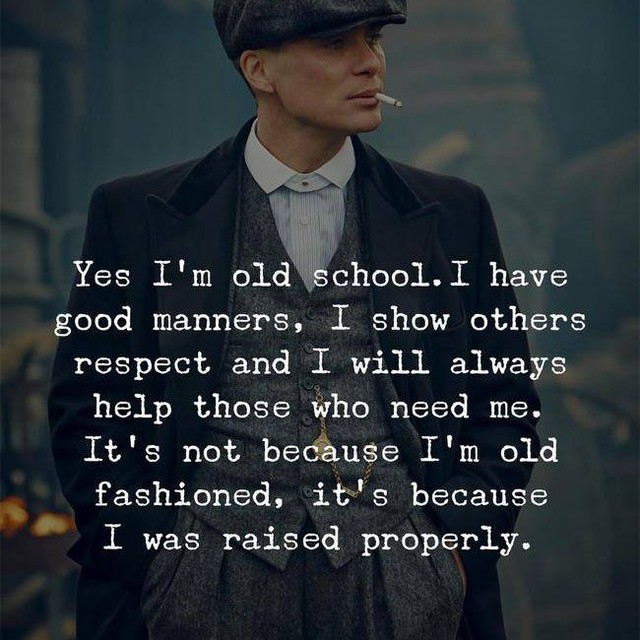 Yes I'm old school.I have
good manners, I show others
respect and I will always
help those who need me.
It's not because I'm old
fashioned, it's because
I was raised properly.